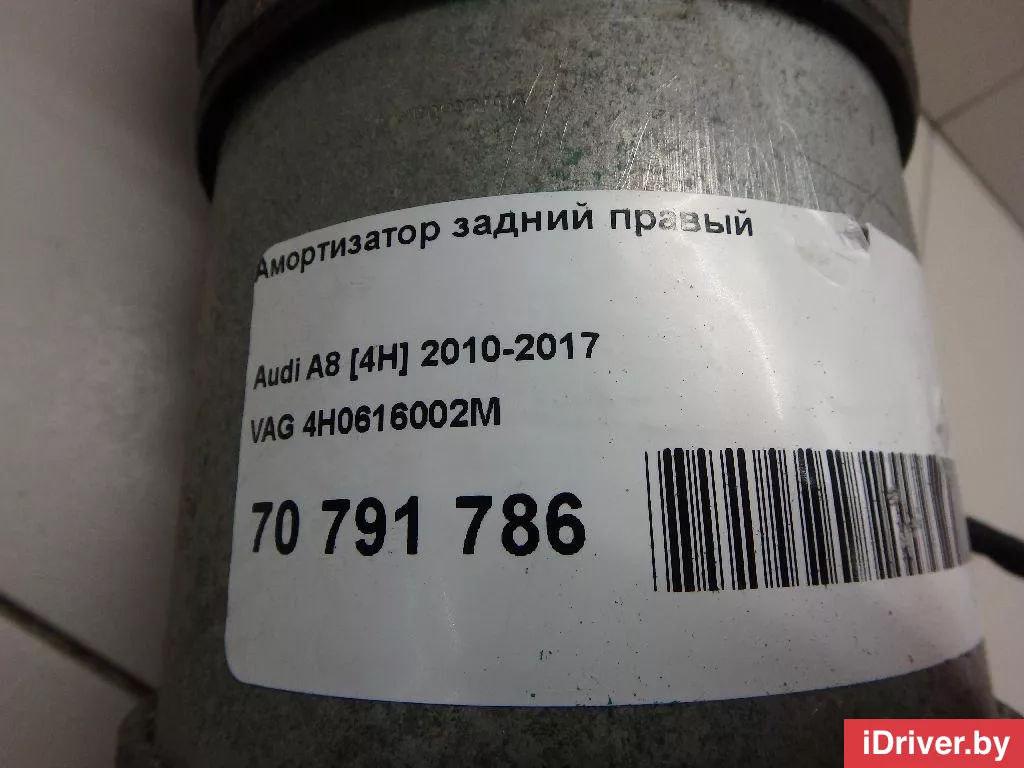 Амортизатор задний правый
Audi A8 [4H] 2010-2017
VAG 4H0616002M
70 791 786
iDriver.by